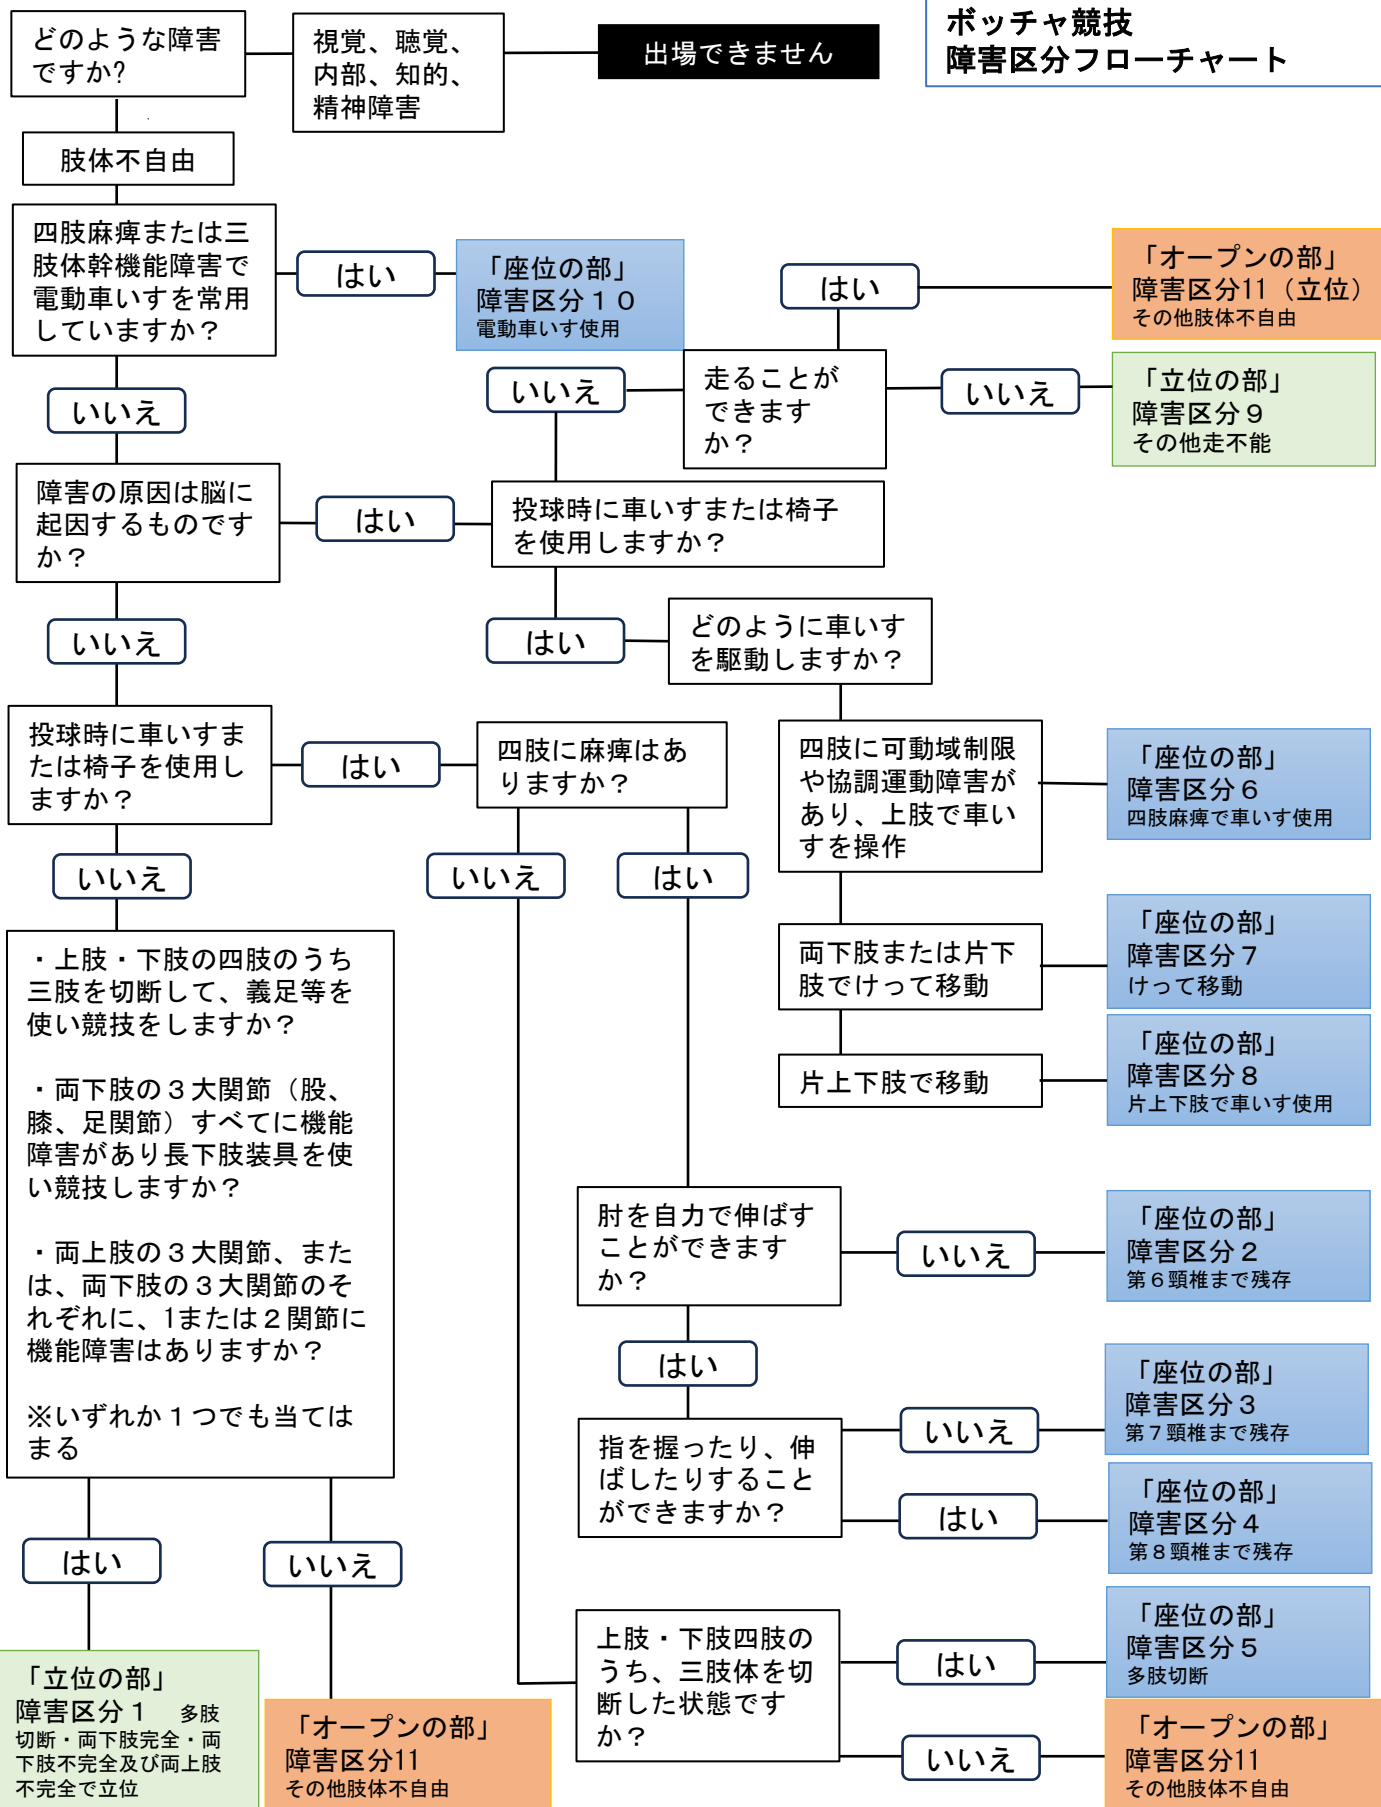 ボッチャ競技
障害区分フローチャート
どのような障害
ですか?
視覚、聴覚、
内部、知的、
精神障害
出場できません
肢体不自由
四肢麻痺または三
肢体幹機能障害で
電動車いすを常用
していますか？
はい
「座位の部」
障害区分１０
電動車いす使用
はい
「オープンの部」
障害区分11（立位）
その他肢体不自由
いいえ
いいえ
走ることが
できます
か？
いいえ
「立位の部」
障害区分９
その他走不能
障害の原因は脳に
起因するものです
か？
はい
投球時に車いすまたは椅子
を使用しますか？
いいえ
はい
どのように車いす
を駆動しますか？
投球時に車いすま
たは椅子を使用し
ますか？
はい
四肢に麻痺はあ
りますか？
四肢に可動域制限
や協調運動障害が
あり、上肢で車い
すを操作
「座位の部」
障害区分６
四肢麻痺で車いす使用
いいえ
いいえ
はい
両下肢または片下
肢でけって移動
「座位の部」
障害区分７
けって移動
片上下肢で移動
「座位の部」
障害区分８
片上下肢で車いす使用
・上肢・下肢の四肢のうち
三肢を切断して、義足等を
使い競技をしますか？
・両下肢の３大関節（股、
膝、足関節）すべてに機能
障害があり長下肢装具を使
い競技しますか？
・両上肢の３大関節、また
は、両下肢の３大関節のそ
れぞれに、1または２関節に
機能障害はありますか？
※いずれか１つでも当ては
まる
肘を自力で伸ばす
ことができます
か？
いいえ
「座位の部」
障害区分２
第６頸椎まで残存
はい
指を握ったり、伸
ばしたりすること
ができますか？
いいえ
「座位の部」
障害区分３
第７頸椎まで残存
はい
「座位の部」
障害区分４
第８頸椎まで残存
はい
いいえ
上肢・下肢四肢の
うち、三肢体を切
断した状態です
か？
はい
「座位の部」
障害区分５
多肢切断
いいえ
「オープンの部」
障害区分11
その他肢体不自由
「立位の部」
障害区分１　多肢
切断・両下肢完全・両
下肢不完全及び両上肢
不完全で立位
「オープンの部」
障害区分11
その他肢体不自由